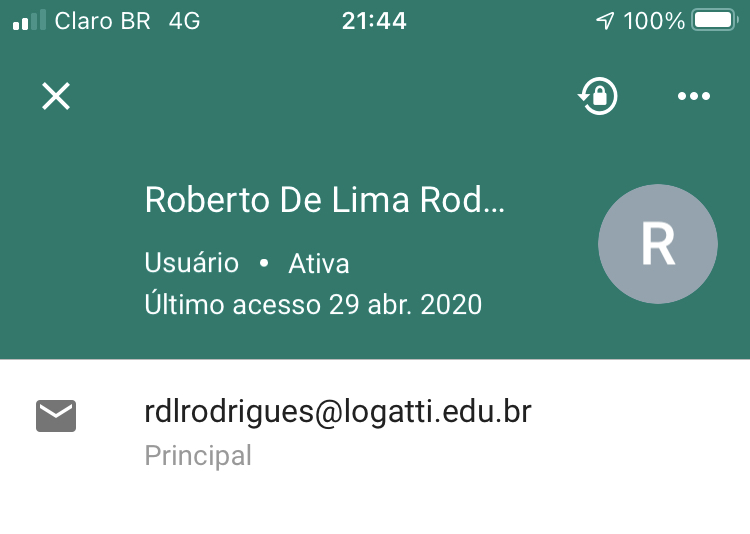 Claro BR 4G 21:44 100%
Roberto De Lima Rod...
Usuário • Ativa
Último acesso 29 abr. 2020
R
rdlrodrigues@logatti.edu.br
Principal